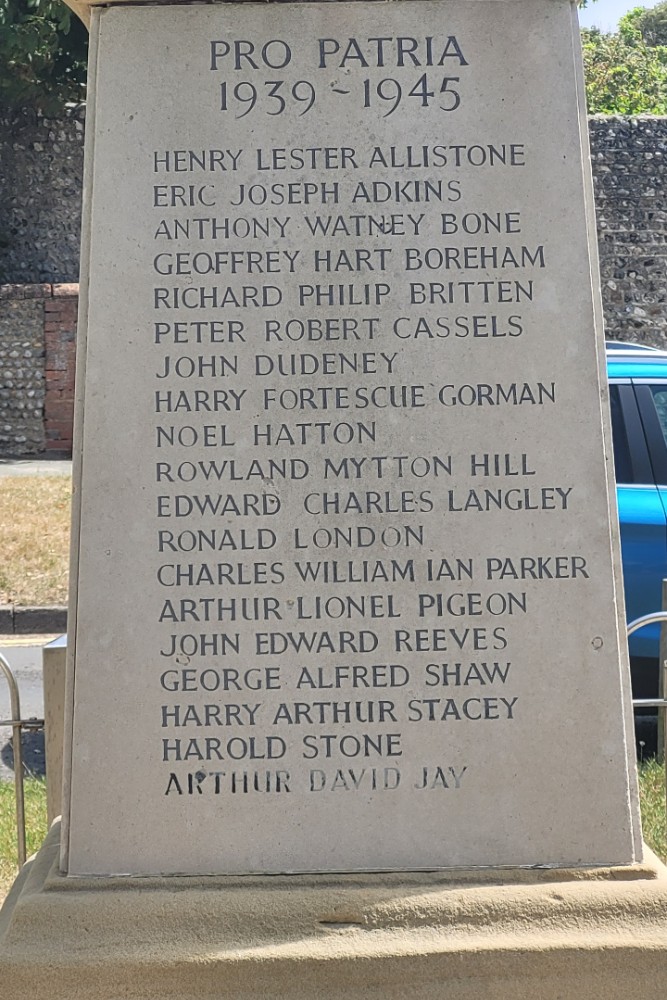 PRO PATRIA
1939 - 1945
HENRY LESTER ALLISTONE
ERIC JOSEPH ADKINS
ANTHONY WATNEY BONE
GEOFFREY HART BOREHAM
RICHARD PHILIP BRITTEN
PETER ROBERT CASSELS
JOHN DUDENEY
HARRY FORTESCUE GORMAN
NOEL HATTON
ROWLAND MYTTON HILL
EDWARD CHARLES LANGLEY
RONALD LONDON
CHARLES WILLIAM IAN PARKER
ARTHUR LIONEL PIGEON
JOHN EDWARD REEVES
GEORGE ALFRED SHAW
HARRY ARTHUR STACEY
HAROLD STONE
ARTHUR DAVID JAY